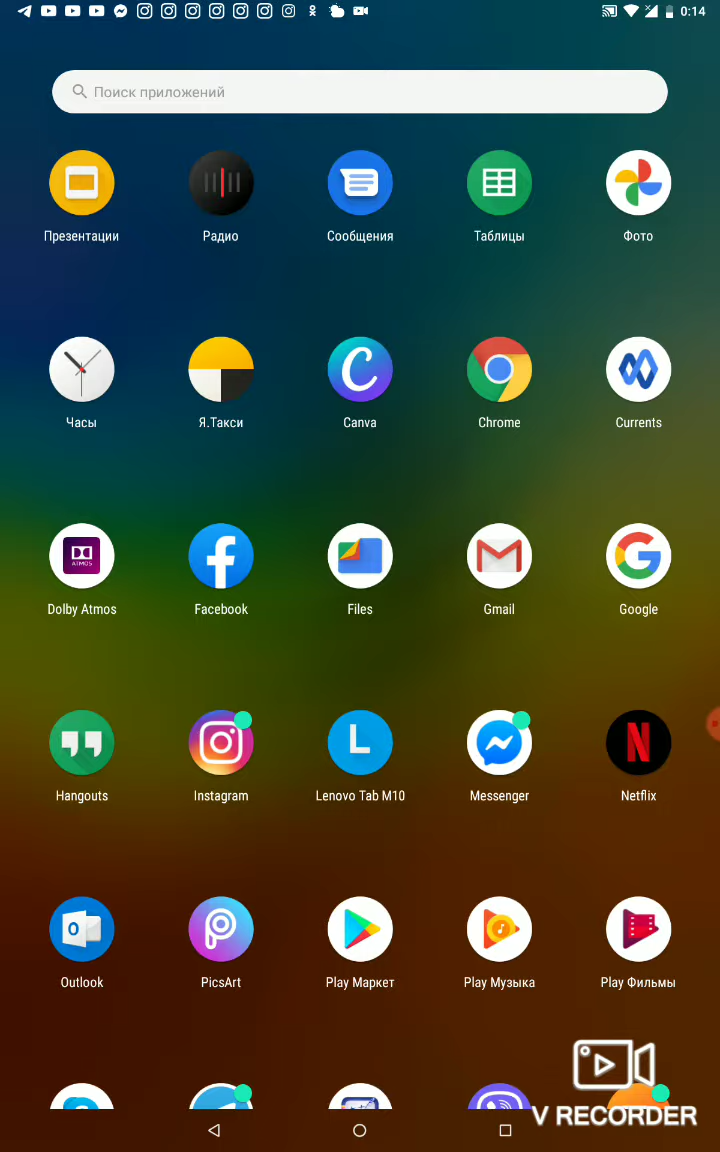 0:14
Поиск приложений
Презентации
Радио
Сообщения
Таблицы
Фото
Часы
Я.Такси
Canva
Chrome
Currents
DOLBY ATMOS
Dolby Atmos
Facebook
Files
Gmail
Google
L
Hangouts
Instagram
Lenovo Tab M10
Messenger
Netflix
Outlook
PicsArt
Play Маркет
Play Музыка
Play Фильмы
V RECORDER